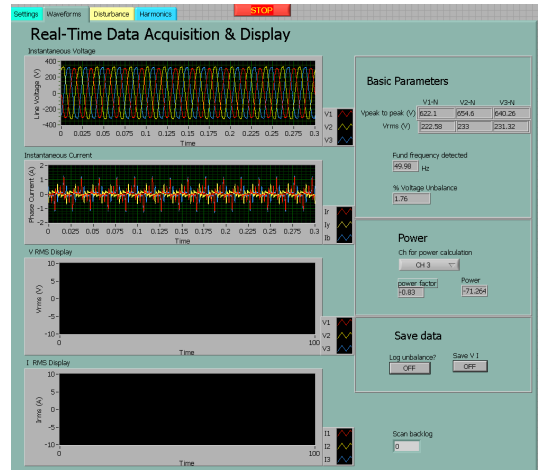 Settings Waveforms Disturbance Harmonics STOP
Real-Time Data Acquisition & Display
Instantaneous Voltage
400
200
0
-200
-400
Line Voltage (V)
0 0.025 0.05 0.075 0.1 0.125 0.15 0.175 0.2 0.225 0.25 0.275 0.3
Time
V1
V2
V3
Instantaneous Current
2
1
0
-1
-2
Phase Current (A)
0 0.025 0.05 0.075 0.1 0.125 0.15 0.175 0.2 0.225 0.25 0.275 0.3
Time
Ir
Iy
Ib
V RMS Display
10
5
0
-5
-10
Vrms (V)
0 100
Time
V1
V2
V3
I RMS Display
10
5
0
-5
-10
Irms (A)
0 100
Time
I1
I2
I3
Basic Parameters
V1-N V2-N V3-N
Vpeak to peak (V) 622.1 654.6 640.26
Vrms (V) 222.58 233 231.32
Fund frequency detected
49.98 Hz
% Voltage Unbalance
1.76
Power
Ch for power calculation
CH 3
power factor Power
-0.83 -71.264
Save data
Log unbalance? Save V I
OFF OFF
Scan backlog
0